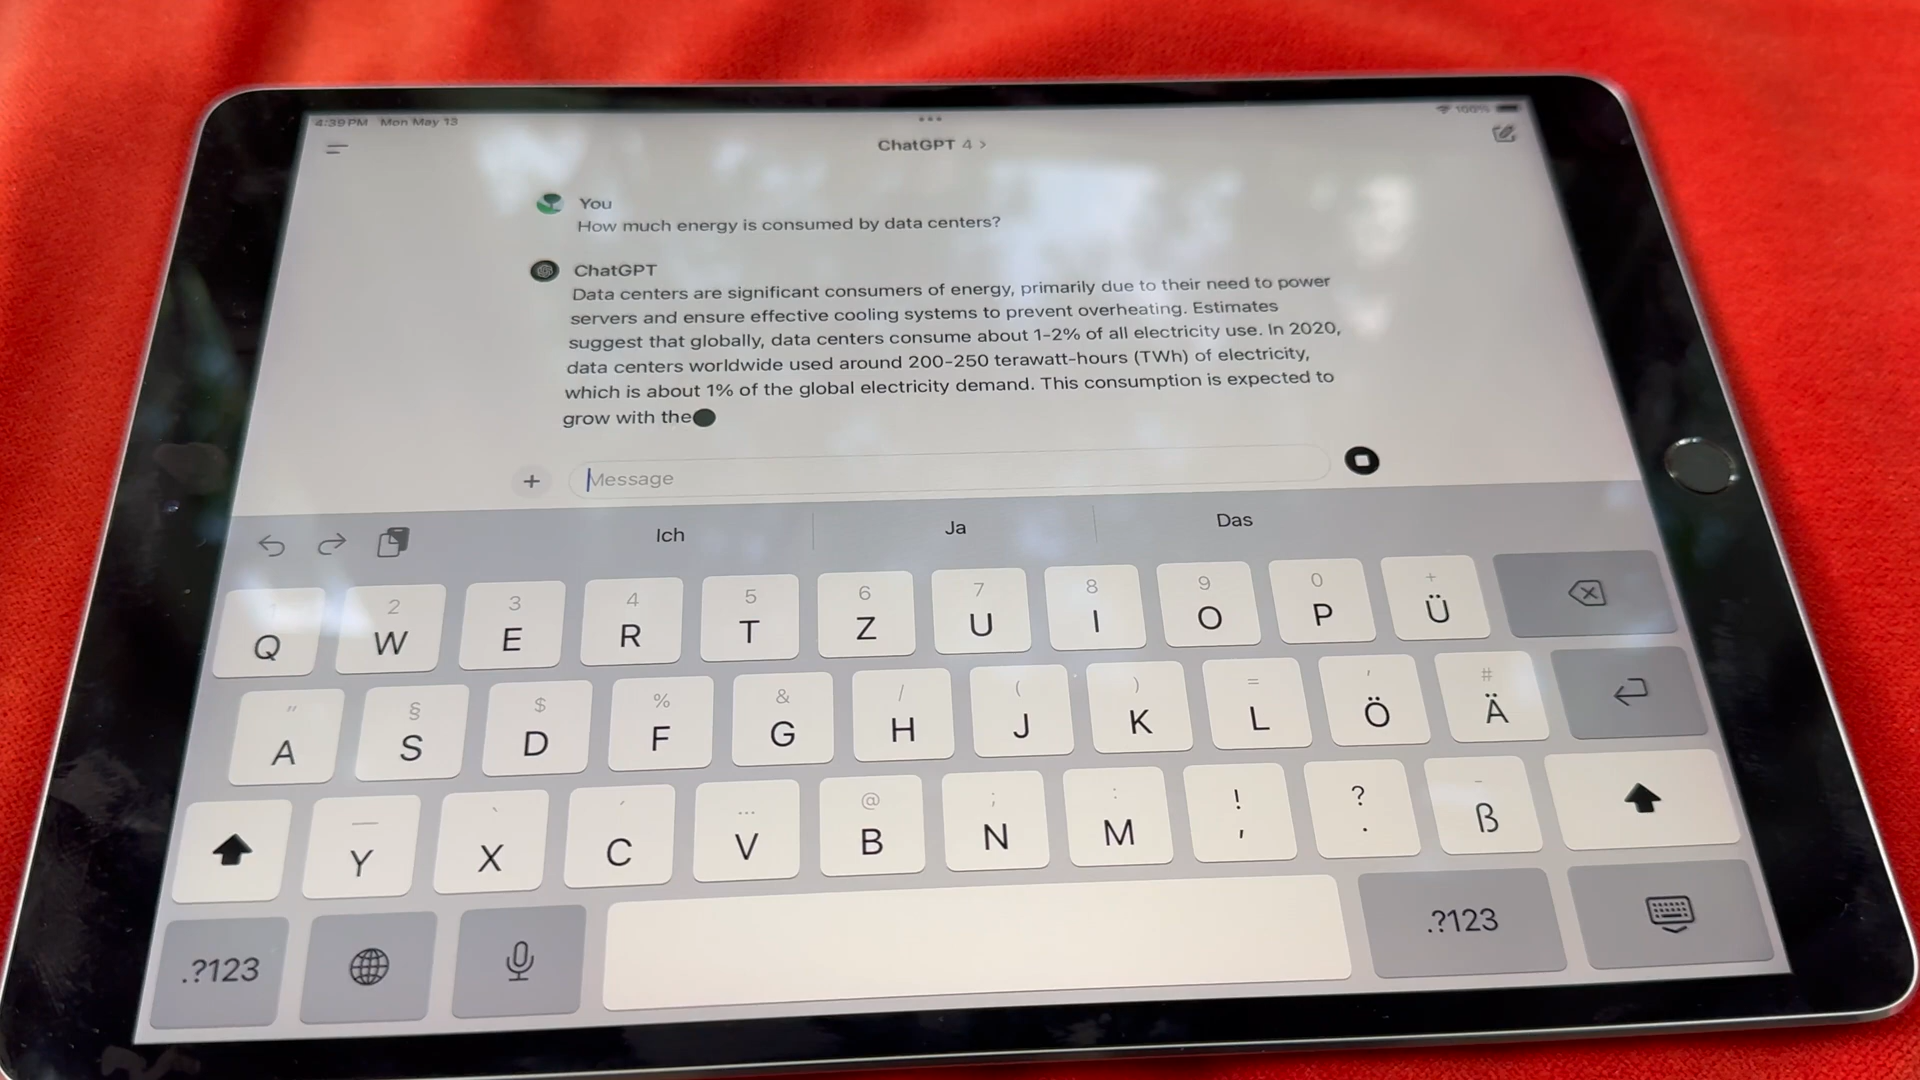 4:39 PM Mon May 13
100%
ChatGPT 4 >
You
How much energy is consumed by data centers?
ChatGPT
Data centers are significant consumers of energy, primarily due to their need to power
servers and ensure effective cooling systems to prevent overheating. Estimates
suggest that globally, data centers consume about 1-2% of all electricity use. In 2020,
data centers worldwide used around 200-250 terawatt-hours (TWh) of electricity,
which is about 1% of the global electricity demand. This consumption is expected to
grow with the
Message
Ich Ja Das
1 2 3 4 5 6 7 8 9 0 +
Q W E R T Z U I O P Ü
" § $ % & / ( ) = ' #
A S D F G H J K L Ö Ä
— ` ´ ... @ ; : ! ? -
Y X C V B N M , . ß
.?123 .?123